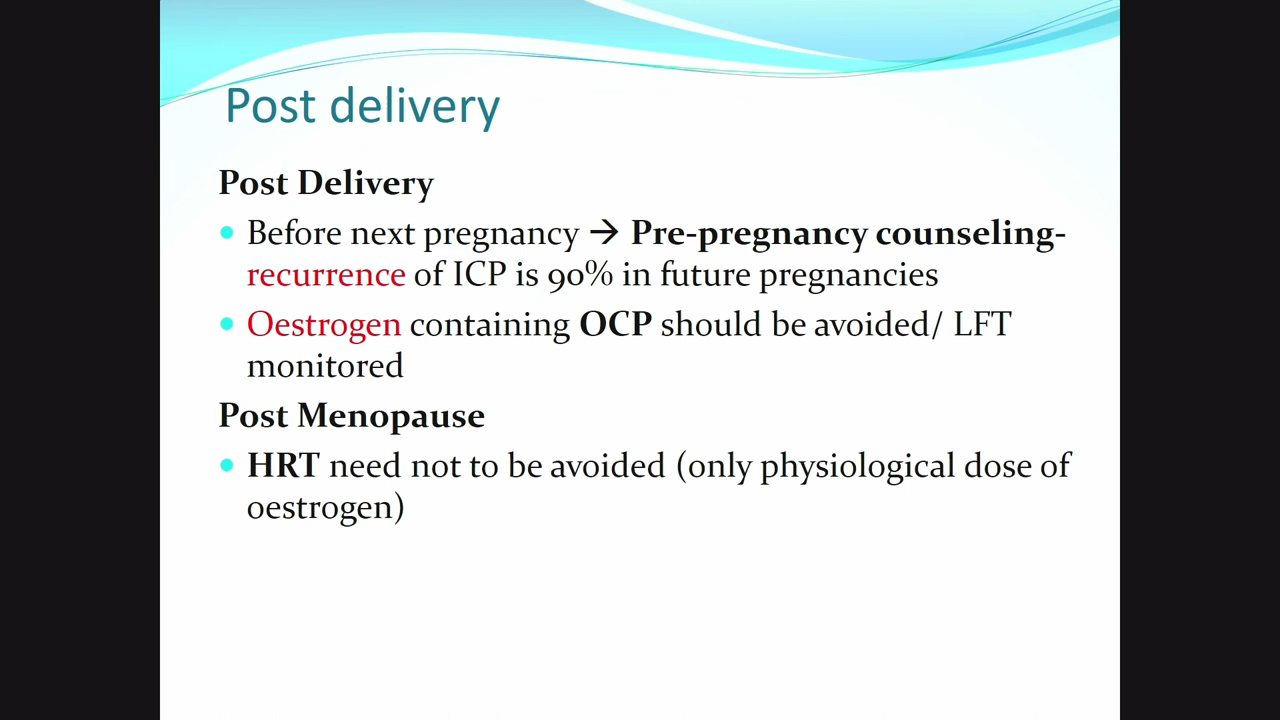 Post delivery
Post Delivery
Before next pregnancy → Pre-pregnancy counseling-
recurrence of ICP is 90% in future pregnancies
Oestrogen containing OCP should be avoided/ LFT
monitored
Post Menopause
HRT need not to be avoided (only physiological dose of
oestrogen)